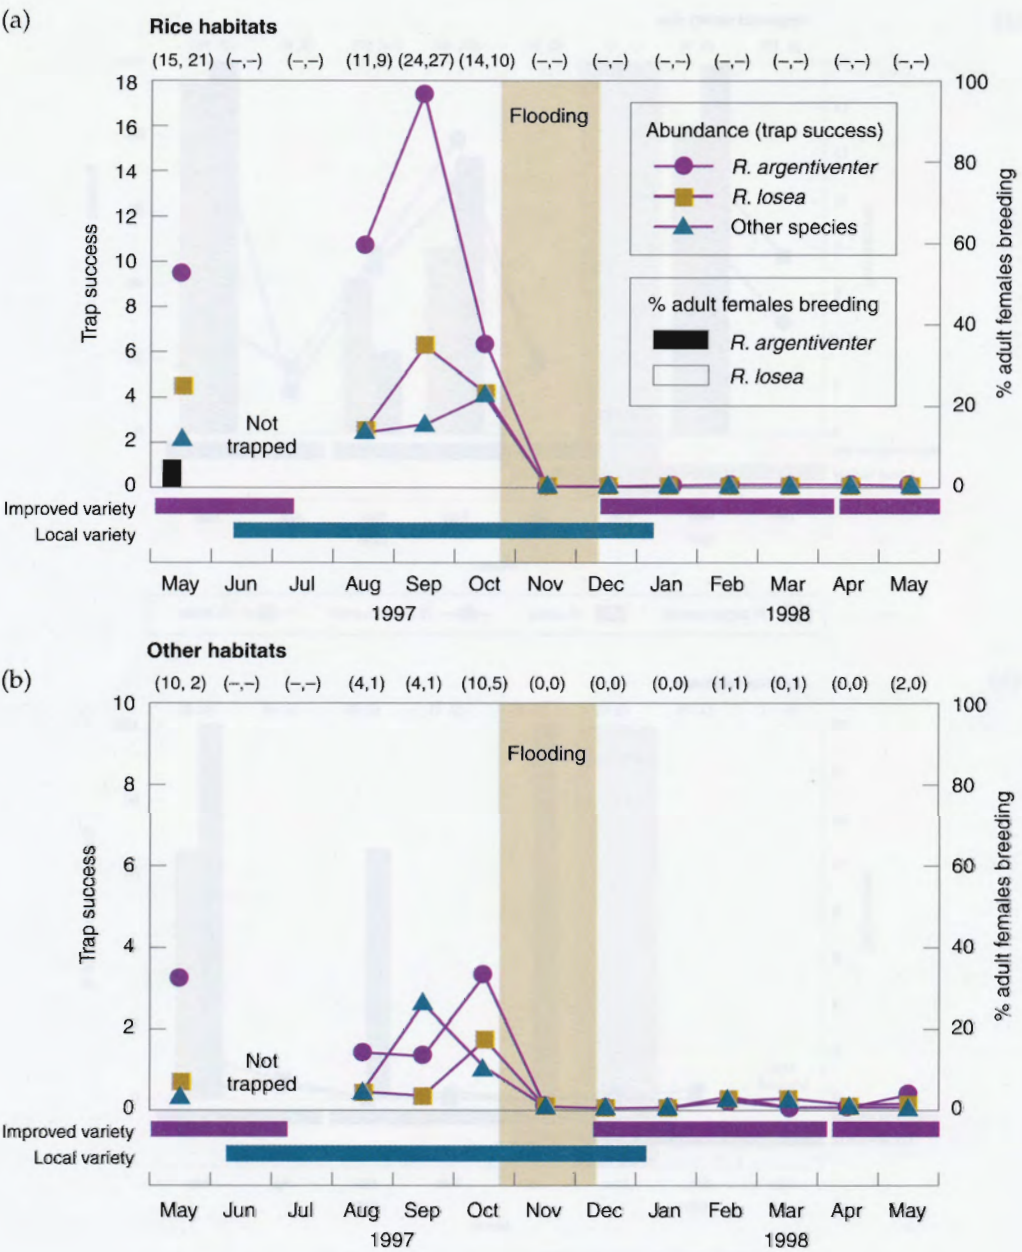 (a)
Rice habitats
(15, 21) (–,–) (–,–) (11,9) (24,27) (14,10) (–,–) (–,–) (–,–) (–,–) (–,–) (–,–) (–,–)
18 100
Flooding
16
Abundance (trap success)
14 80
R. argentiventer
R. losea
12
Other species
60
10
Trap success
% adult females breeding
8
% adult females breeding
40
R. argentiventer
6
R. losea
4
20
Not
trapped
2
0 0
Improved variety
Local variety
May Jun Jul Aug Sep Oct Nov Dec Jan Feb Mar Apr May
1997 1998
Other habitats
(b)
(10, 2) (–,–) (–,–) (4,1) (4,1) (10,5) (0,0) (0,0) (0,0) (1,1) (0,1) (0,0) (2,0)
10 100
Flooding
8 80
6 60
Trap success
% adult females breeding
4 40
2 20
Not
trapped
0 0
Improved variety
Local variety
May Jun Jul Aug Sep Oct Nov Dec Jan Feb Mar Apr May
1997 1998